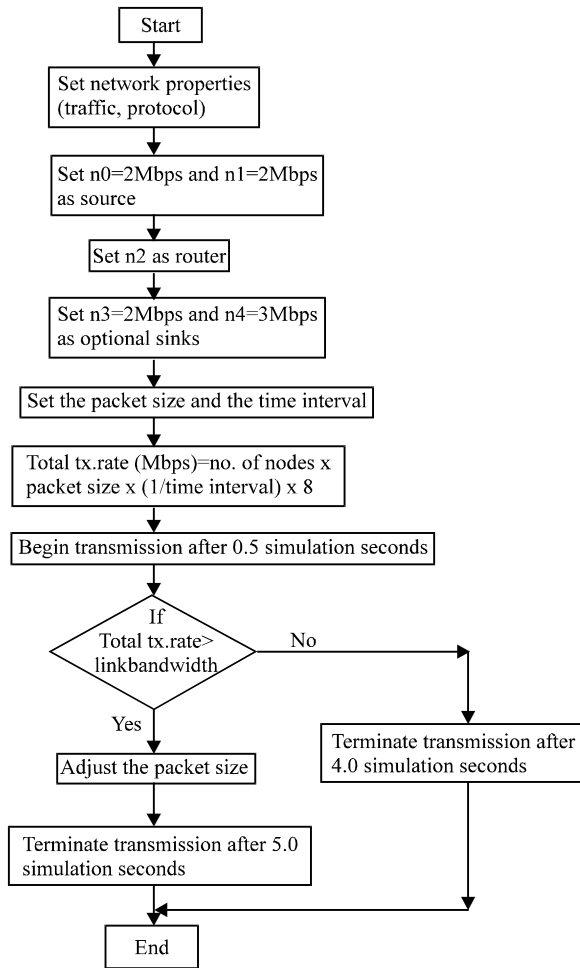 Start
Set network properties
(traffic, protocol)
Set n0=2Mbps and n1=2Mbps
as source
Set n2 as router
Set n3=2Mbps and n4=3Mbps
as optional sinks
Set the packet size and the time interval
Total tx.rate (Mbps)=no. of nodes x
packet size x (1/time interval) x 8
Begin transmission after 0.5 simulation seconds
If
Total tx.rate>
linkbandwidth
No
Yes
Adjust the packet size
Terminate transmission after
4.0 simulation seconds
Terminate transmission after 5.0
simulation seconds
End